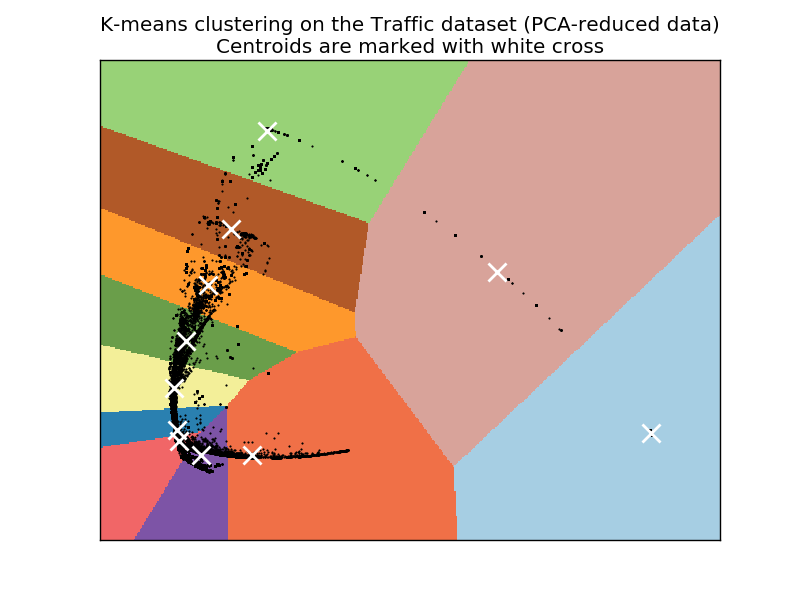 K-means clustering on the Traffic dataset (PCA-reduced data)
Centroids are marked with white cross